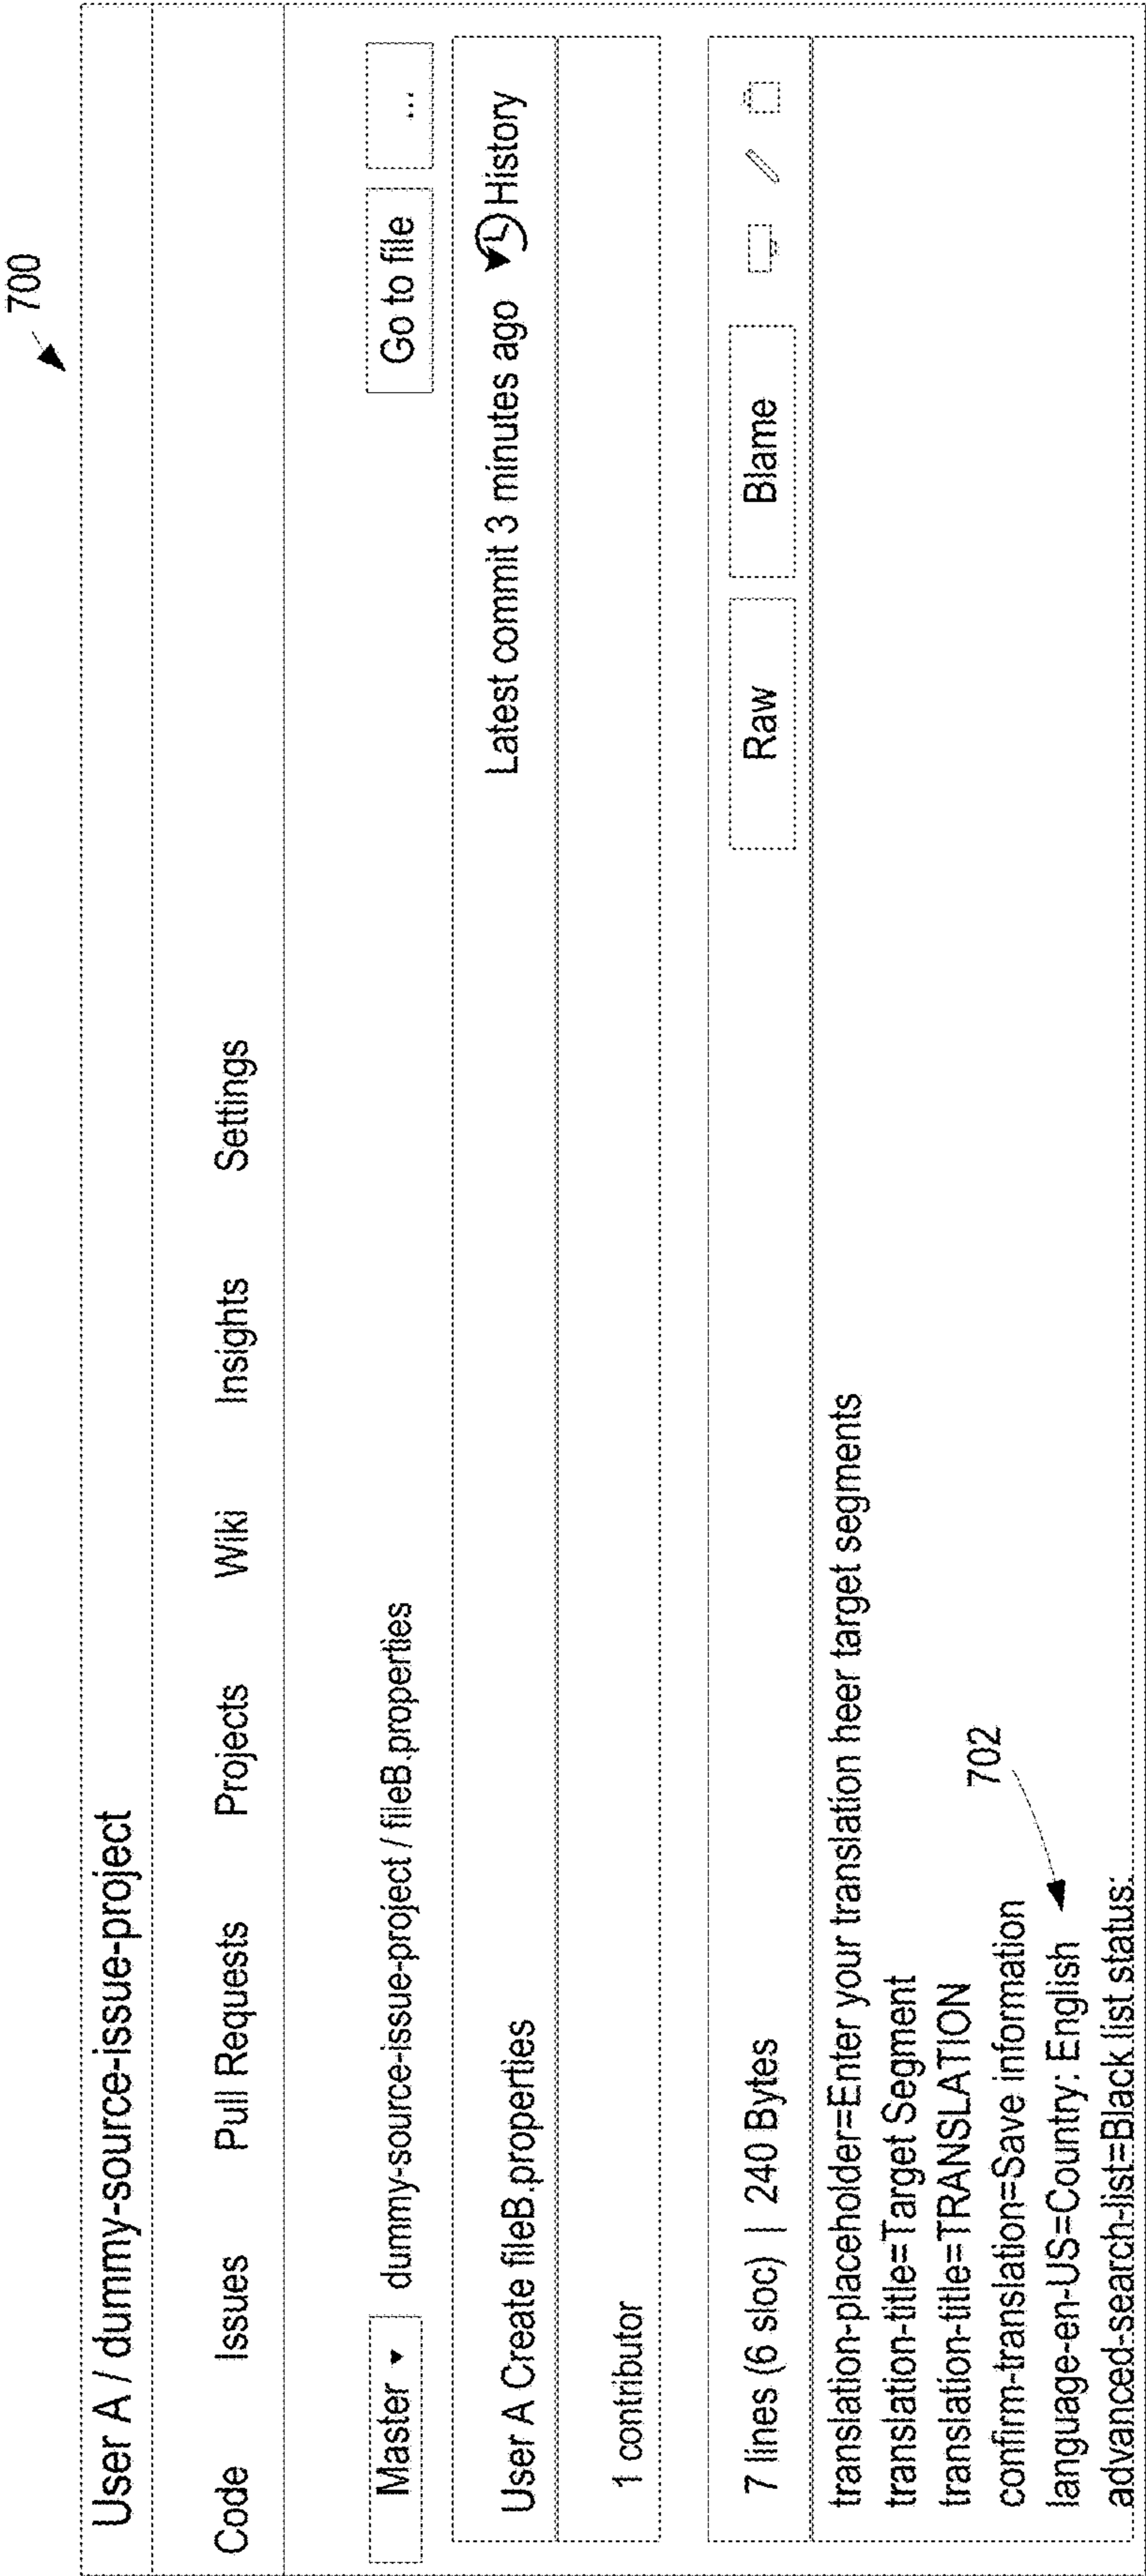 700
User A / dummy-source-issue-project
Code Issues Pull Requests Projects Wiki Insights Settings
Master dummy-source-issue-project / fileB.properties Go to file ...
User A Create fileB.properties Latest commit 3 minutes ago History
1 contributor
7 lines (6 sloc) | 240 Bytes Raw Blame
translation-placeholder=Enter your translation heer target segments
translation-title=Target Segment
translation-title=TRANSLATION
702
confirm-translation=Save information
language-en-US=Country: English
advanced-search-list=Black list status: